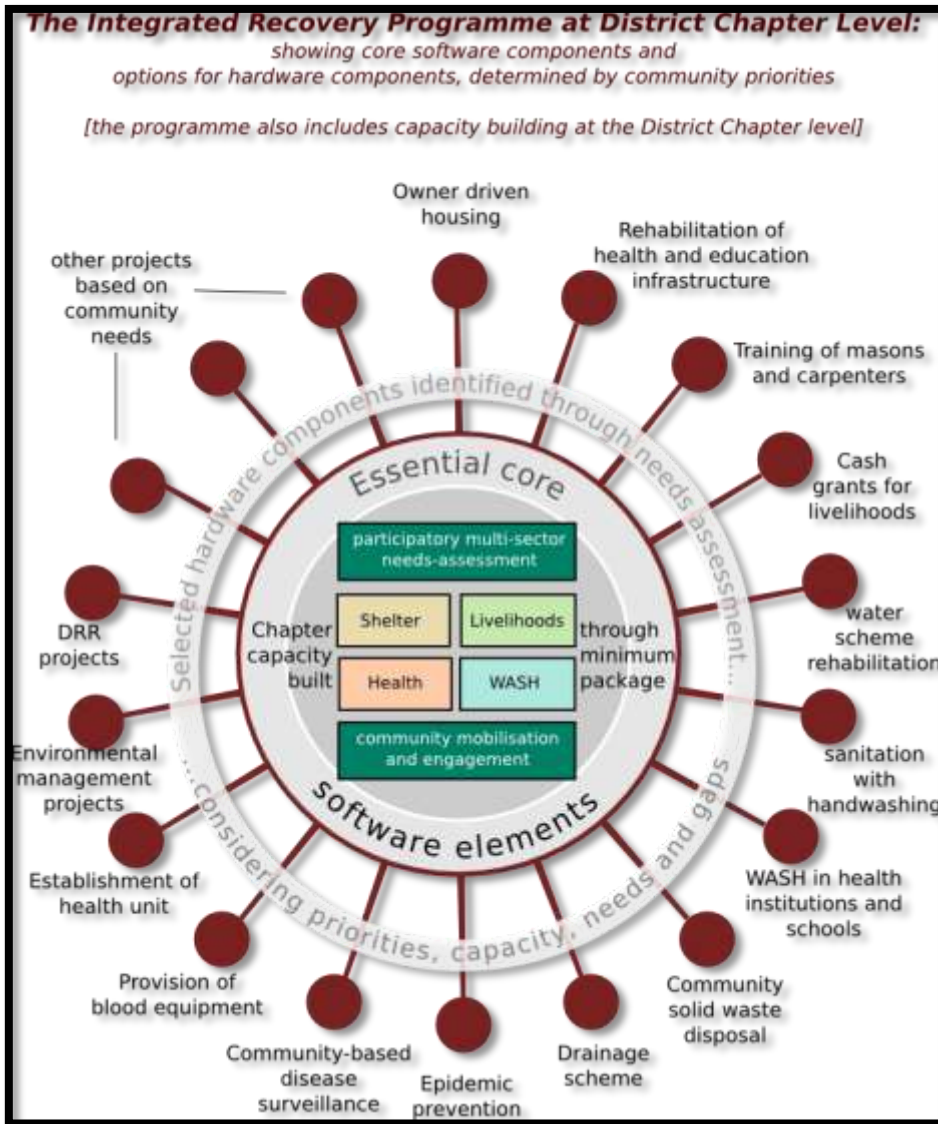 The Integrated Recovery Programme at District Chapter Level:
showing core software components and
options for hardware components, determined by community priorities
[the programme also includes capacity building at the District Chapter level]
Owner driven
housing
Rehabilitation of
health and education
infrastructure
Training of masons
and carpenters
Cash
grants for
livelihoods
water
scheme
rehabilitation
sanitation
with
handwashing
WASH in health
institutions and
schools
Community
solid waste
disposal
Drainage
scheme
Epidemic
prevention
Community-based
disease
surveillance
Provision of
blood equipment
Establishment of
health unit
Environmental
management
projects
DRR
projects
other projects
based on
community
needs
Selected hardware components identified through needs assessment...
...considering priorities, capacity, needs and gaps
Essential core
participatory multi-sector
needs-assessment
Chapter
capacity
built
Shelter
Livelihoods
Health
WASH
through
minimum
package
community mobilisation
and engagement
software elements